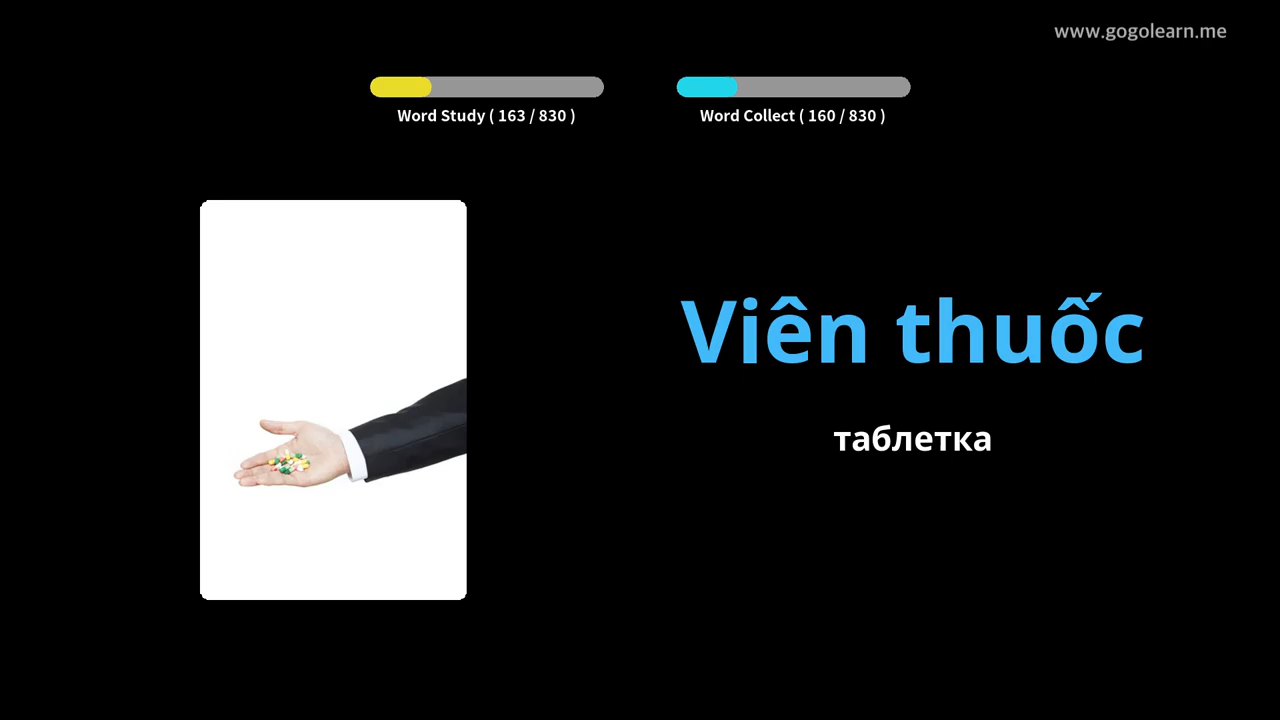 www.gogolearn.me
Word Study ( 163 / 830 )
Word Collect ( 160 / 830 )
Viên thuốc
таблетка